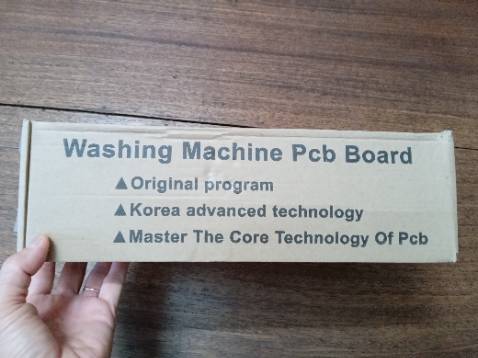 Washing Machine Pcb Board
▲Original program
▲Korea advanced technology
▲Master The Core Technology Of Pcb